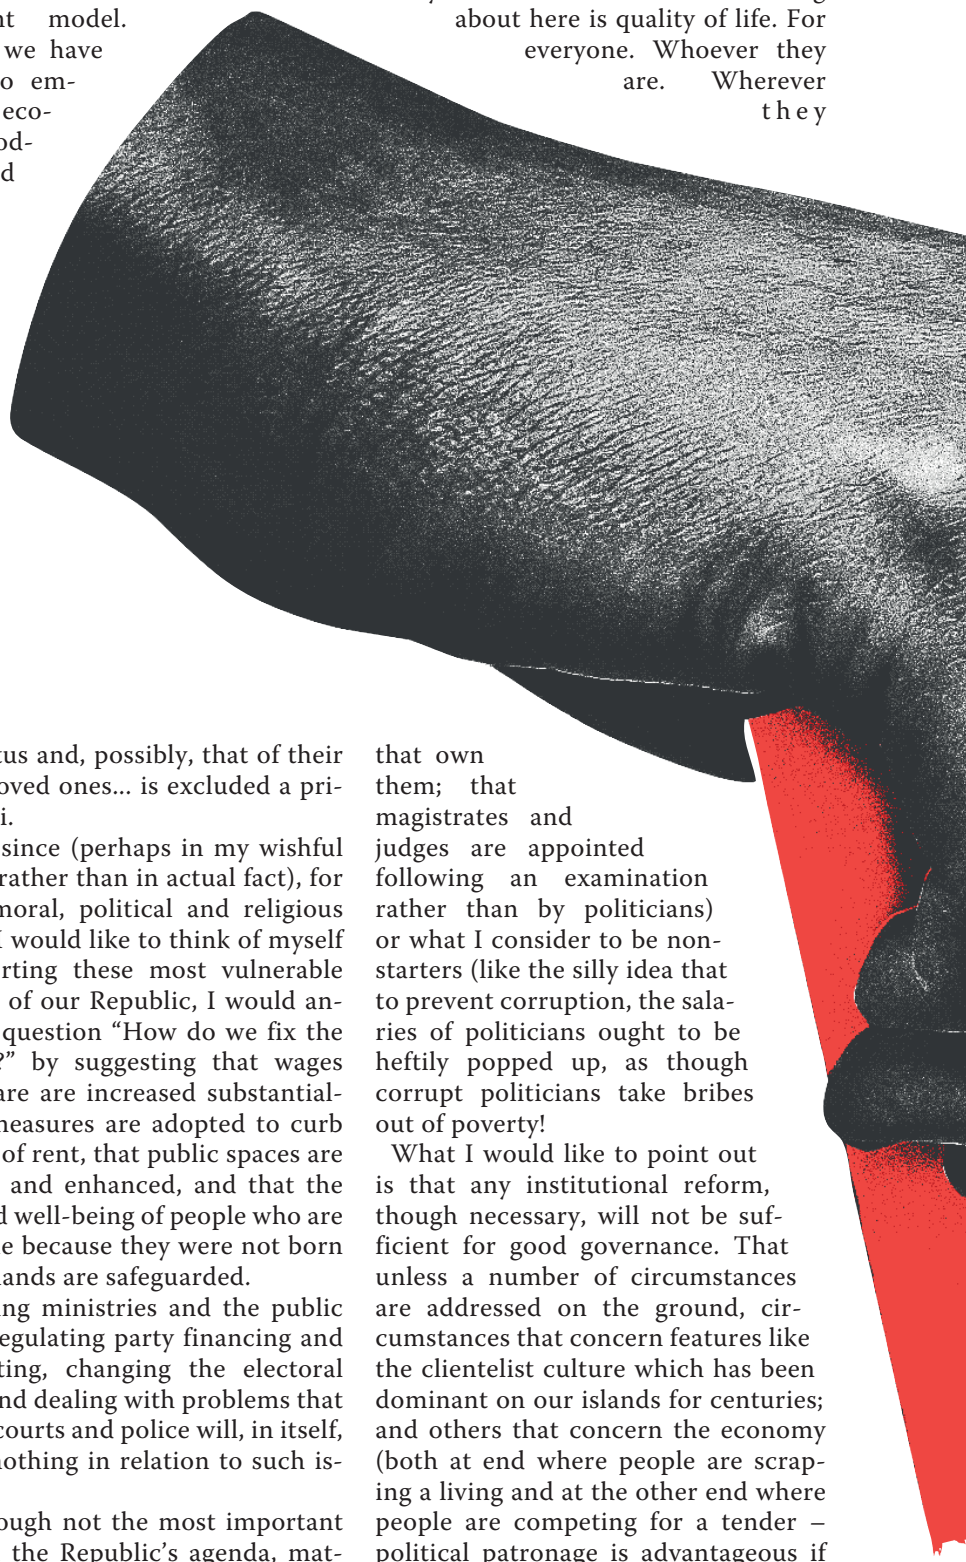 nt model.
we have
o em-
eco-
od-
d
tus and, possibly, that of their
oved ones... is excluded a pri-
i.
since (perhaps in my wishful
rather than in actual fact), for
moral, political and religious
I would like to think of myself
rting these most vulnerable
of our Republic, I would an-
question “How do we fix the
?” by suggesting that wages
are are increased substantial-
measures are adopted to curb
of rent, that public spaces are
and enhanced, and that the
d well-being of people who are
e because they were not born
lands are safeguarded.
ing ministries and the public
egulating party financing and
ting, changing the electoral
nd dealing with problems that
courts and police will, in itself,
nothing in relation to such is-
ough not the most important
the Republic’s agenda, mat-
about here is quality of life. For
everyone. Whoever they
are. Wherever
they
that own
them; that
magistrates and
judges are appointed
following an examination
rather than by politicians)
or what I consider to be non-
starters (like the silly idea that
to prevent corruption, the sala-
ries of politicians ought to be
heftily popped up, as though
corrupt politicians take bribes
out of poverty!
What I would like to point out
is that any institutional reform,
though necessary, will not be suf-
ficient for good governance. That
unless a number of circumstances
are addressed on the ground, cir-
cumstances that concern features like
the clientelist culture which has been
dominant on our islands for centuries;
and others that concern the economy
(both at end where people are scrap-
ing a living and at the other end where
people are competing for a tender –
political patronage is advantageous if